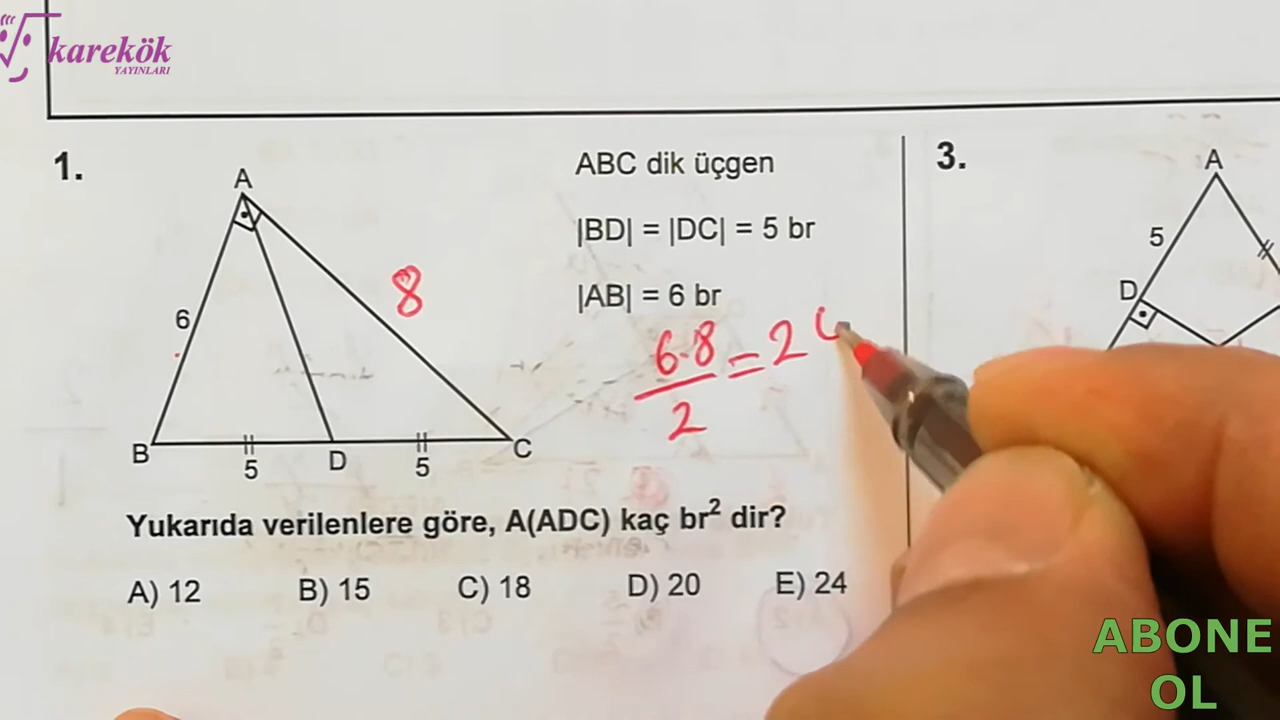 karekök
YAYINLARI
1.
A
6
8
B
5
D
5
C
ABC dik üçgen
|BD| = |DC| = 5 br
|AB| = 6 br
6.8
2
= 2
Yukarıda verilenlere göre, A(ADC) kaç br² dir?
A) 12 B) 15 C) 18 D) 20 E) 24
3.
A
5
D
ABONE
OL